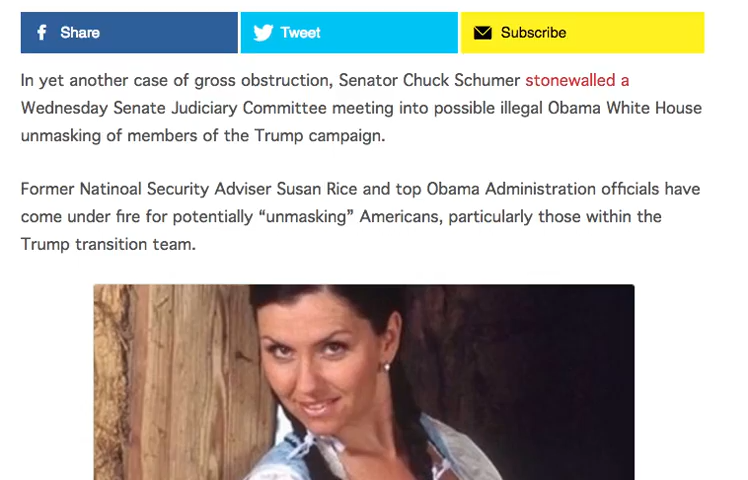 Share
Tweet
Subscribe
In yet another case of gross obstruction, Senator Chuck Schumer stonewalled a
Wednesday Senate Judiciary Committee meeting into possible illegal Obama White House
unmasking of members of the Trump campaign.
Former Natinoal Security Adviser Susan Rice and top Obama Administration officials have
come under fire for potentially “unmasking” Americans, particularly those within the
Trump transition team.